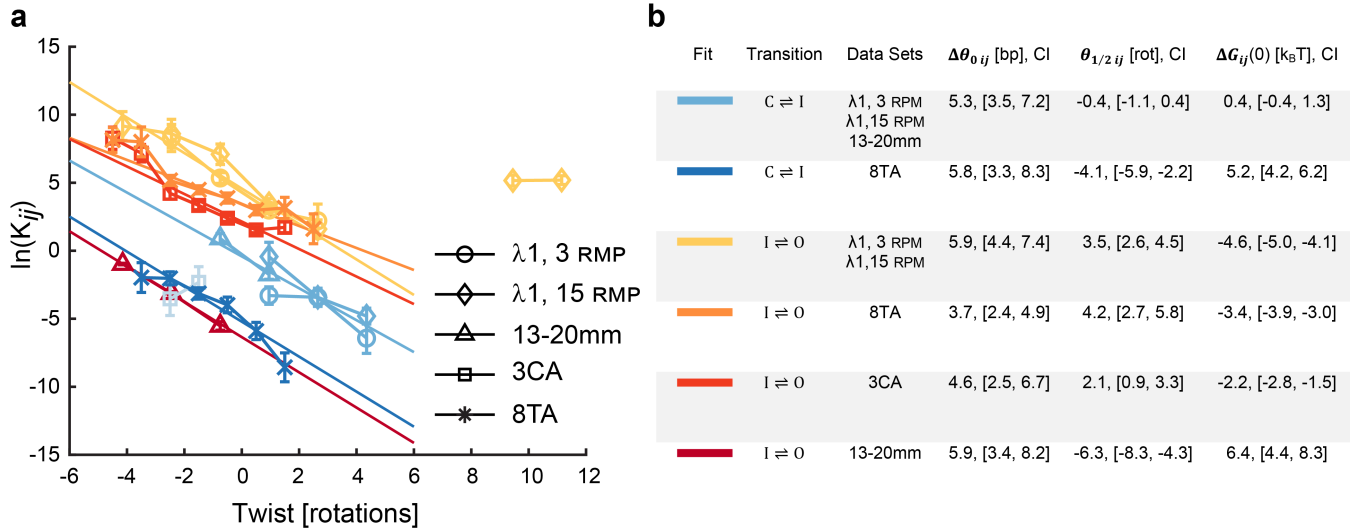 a
15
10
5
0
-5
-10
-15
-6 -4 -2 0 2 4 6 8 10 12
ln(Kij)
Twist [rotations]
λ1, 3 RMP
λ1, 15 RMP
13-20mm
3CA
8TA
b
Fit Transition Data Sets Δθ0 ij [bp], CI θ1/2 ij [rot], CI ΔGij(0) [kBT], CI
C ⇌ I λ1, 3 RPM 5.3, [3.5, 7.2] -0.4, [-1.1, 0.4] 0.4, [-0.4, 1.3]
λ1,15 RPM
13-20mm
C ⇌ I 8TA 5.8, [3.3, 8.3] -4.1, [-5.9, -2.2] 5.2, [4.2, 6.2]
I ⇌ O λ1, 3 RPM 5.9, [4.4, 7.4] 3.5, [2.6, 4.5] -4.6, [-5.0, -4.1]
λ1,15 RPM
I ⇌ O 8TA 3.7, [2.4, 4.9] 4.2, [2.7, 5.8] -3.4, [-3.9, -3.0]
I ⇌ O 3CA 4.6, [2.5, 6.7] 2.1, [0.9, 3.3] -2.2, [-2.8, -1.5]
I ⇌ O 13-20mm 5.9, [3.4, 8.2] -6.3, [-8.3, -4.3] 6.4, [4.4, 8.3]